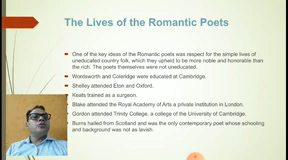 The Lives of the Romantic Poets
One of the key ideas of the Romantic poets was respect for the simple lives of
uneducated country folk, which they upheld to be more noble and honorable than
the rich. The poets themselves were not uneducated.
Wordsworth and Coleridge were educated at Cambridge.
Shelley attended Eton and Oxford.
Keats trained as a surgeon.
Blake attended the Royal Academy of Arts a private institution in London.
Gordon attended Trinity College, a college of the University of Cambridge.
Burns hailed from Scotland and was the only contemporary poet whose schooling
and background was not as lavish.